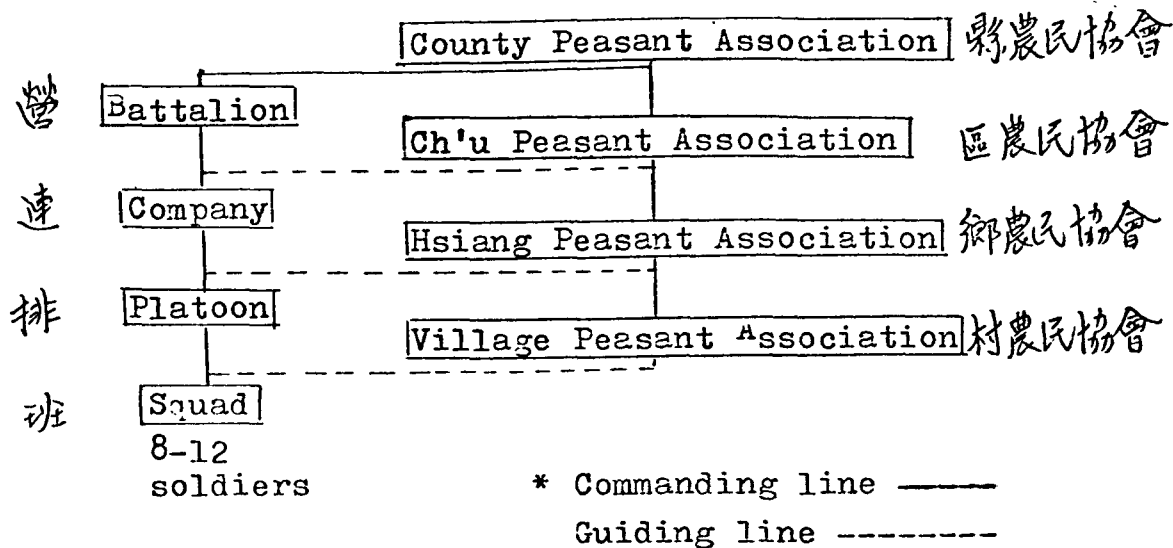 County Peasant Association 縣農民協會
營 Battalion
Ch'u Peasant Association 區農民協會
連 Company
Hsiang Peasant Association 鄉農民協會
排 Platoon
Village Peasant Association 村農民協會
班 Squad
8-12
soldiers
* Commanding line ———
Guiding line --------